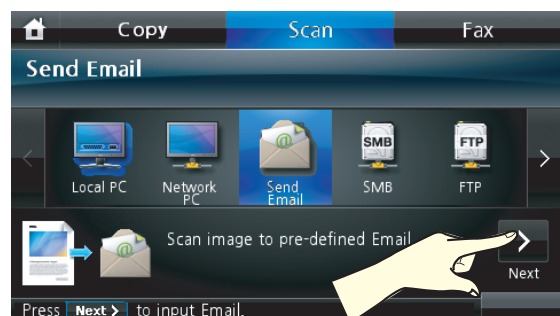 Copy Scan Fax
Send Email
SMB FTP
Local PC Network PC Send Email SMB FTP
Scan image to pre-defined Email
Next
Press Next > to input Email.